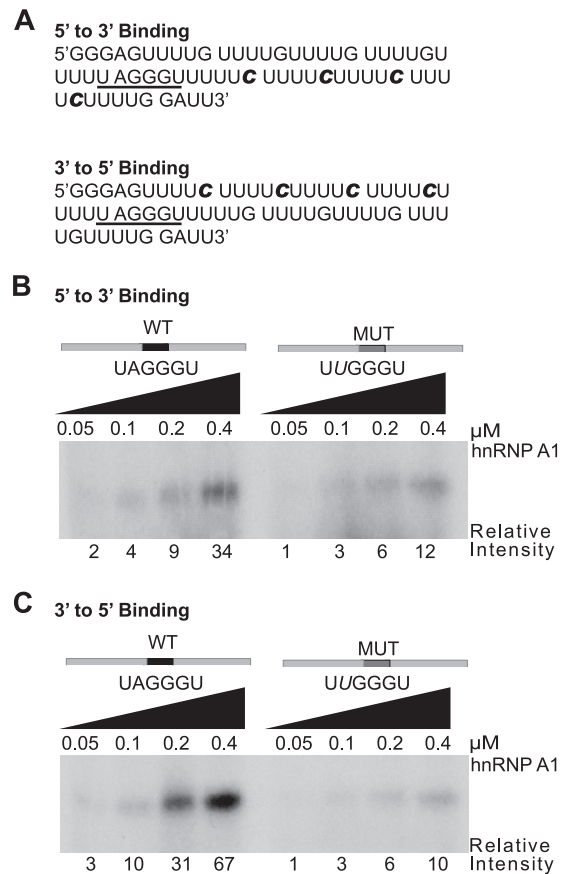 A
5' to 3' Binding
5'GGGAGUUUUG UUUUGUUUUG UUUUGU
UUUU UAGGGUUUUUC UUUUCUUUUC UUU
UCUUUUG GAUU3'
3' to 5' Binding
5'GGGAGUUUUC UUUUCUUUUC UUUUCU
UUUU UAGGGUUUUUG UUUUGUUUUG UUU
UGUUUUG GAUU3'
B
5' to 3' Binding
WT MUT
UAGGGU UUGGGU
0.05 0.1 0.2 0.4 0.05 0.1 0.2 0.4 µM
hnRNP A1
Relative
2 4 9 34 1 3 6 12 Intensity
C
3' to 5' Binding
WT MUT
UAGGGU UUGGGU
0.05 0.1 0.2 0.4 0.05 0.1 0.2 0.4 µM
hnRNP A1
Relative
3 10 31 67 1 3 6 10 Intensity